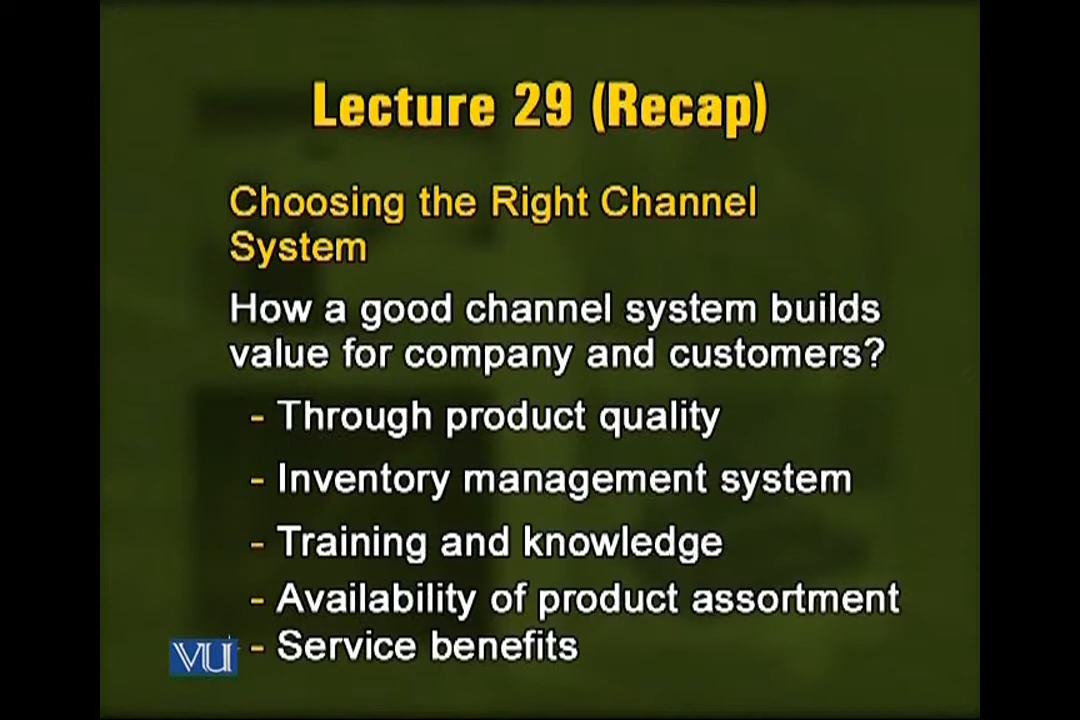 Lecture 29 (Recap)
Choosing the Right Channel
System
How a good channel system builds
value for company and customers?
- Through product quality
- Inventory management system
- Training and knowledge
- Availability of product assortment
- Service benefits
VU